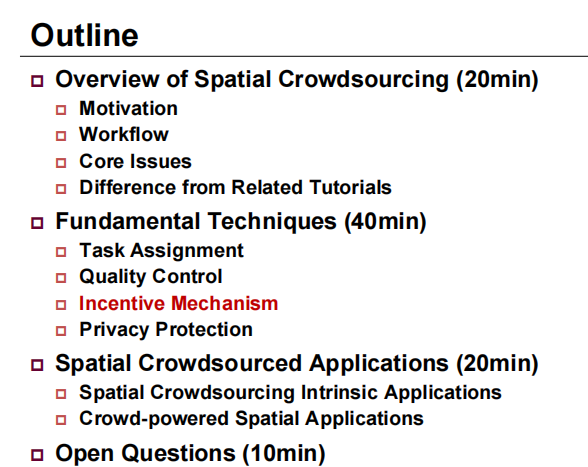 Outline
Overview of Spatial Crowdsourcing (20min)
Motivation
Workflow
Core Issues
Difference from Related Tutorials
Fundamental Techniques (40min)
Task Assignment
Quality Control
Incentive Mechanism
Privacy Protection
Spatial Crowdsourced Applications (20min)
Spatial Crowdsourcing Intrinsic Applications
Crowd-powered Spatial Applications
Open Questions (10min)